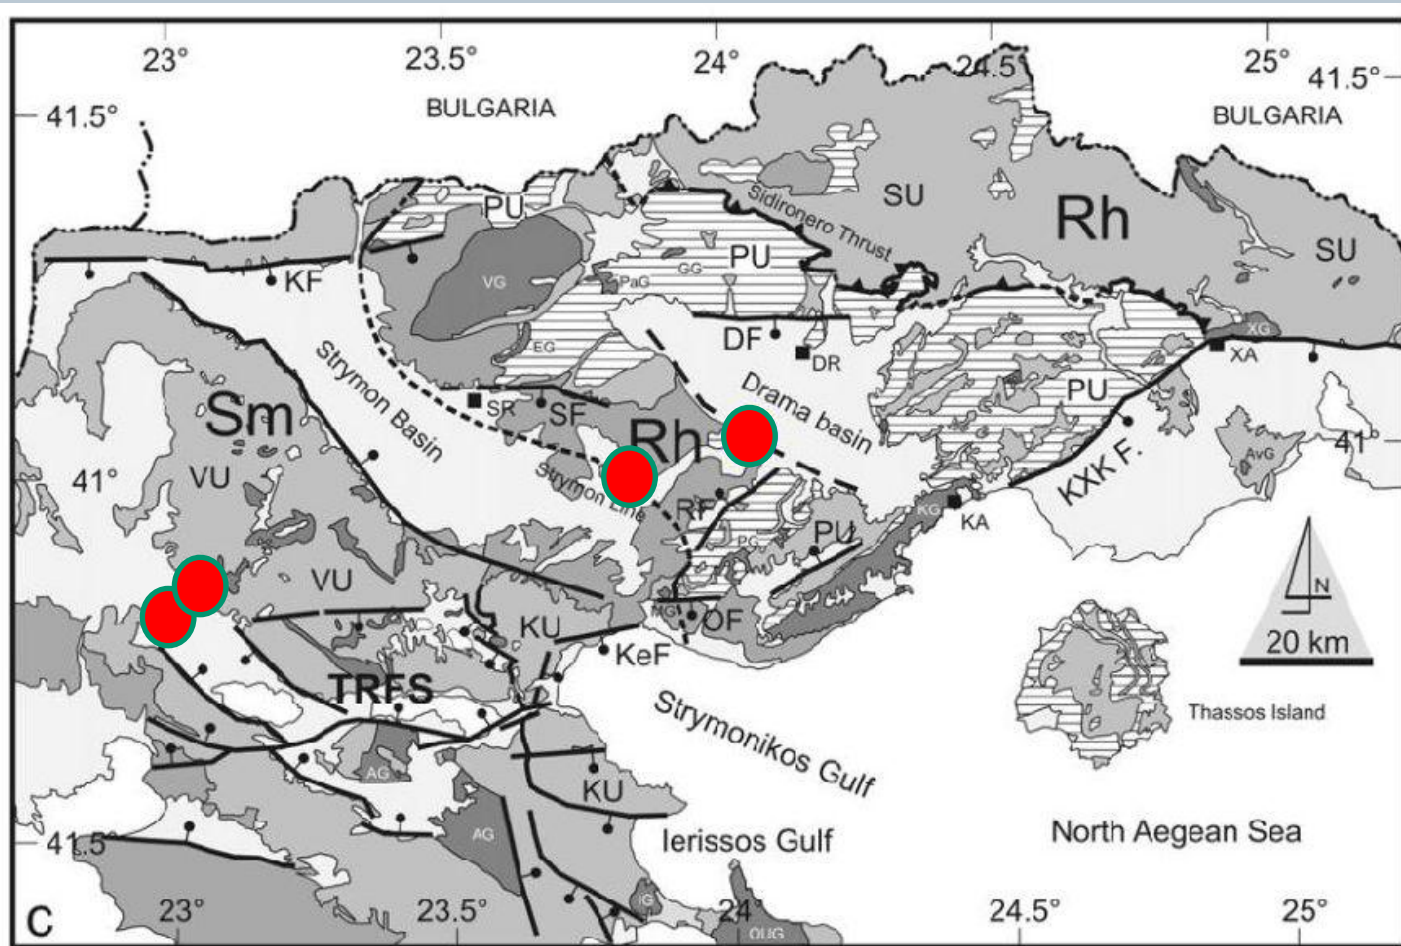 23°
23.5°
24°
24.5°
25°
41.5°
41.5°
BULGARIA
BULGARIA
SU
Rh
SU
PU
Sidironero Thrust
PU
VG
PaG
GG
KF
EG
DF
DR
XG
XA
Strymon Basin
Drama basin
PU
SR
SF
Sm
Rh
VU
41°
41°
AvG
KXK F.
Strymon Line
RF
KG
KA
PU
PG
VU
N
20 km
KU
MG
OF
KeF
TRFS
Strymonikos Gulf
Thassos Island
AG
KU
AG
Ierissos Gulf
North Aegean Sea
41.5°
IG
C
23°
23.5°
24°
24.5°
25°
OUG